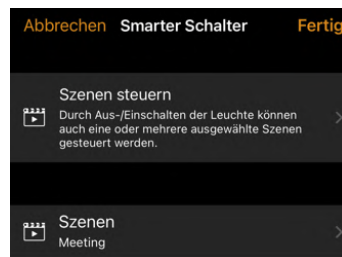 Abbrechen Smarter Schalter Fertig
Szenen steuern
Durch Aus-/Einschalten der Leuchte können
auch eine oder mehrere ausgewählte Szenen
gesteuert werden.
Szenen
Meeting